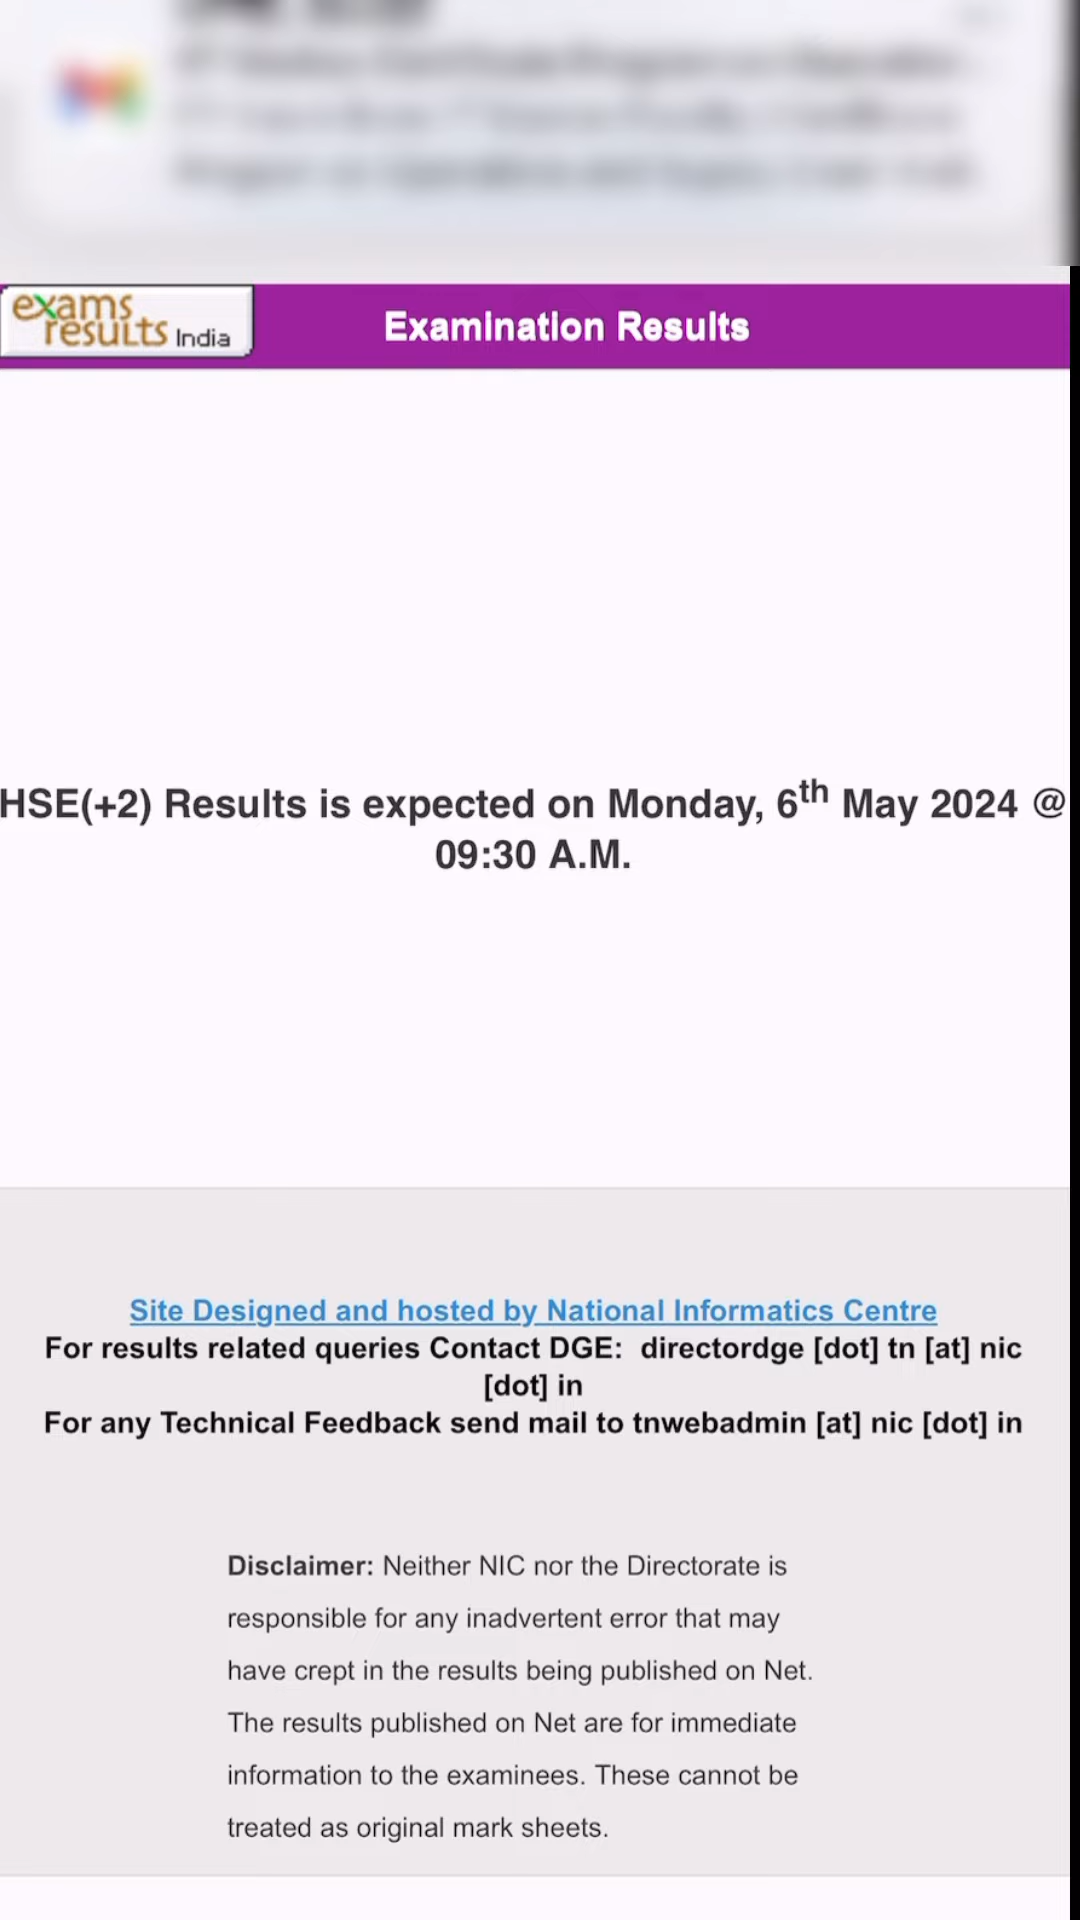 exams
results India
Examination Results
HSE(+2) Results is expected on Monday, 6th May 2024 @
09:30 A.M.
Site Designed and hosted by National Informatics Centre
For results related queries Contact DGE: directordge [dot] tn [at] nic
[dot] in
For any Technical Feedback send mail to tnwebadmin [at] nic [dot] in
Disclaimer: Neither NIC nor the Directorate is
responsible for any inadvertent error that may
have crept in the results being published on Net.
The results published on Net are for immediate
information to the examinees. These cannot be
treated as original mark sheets.